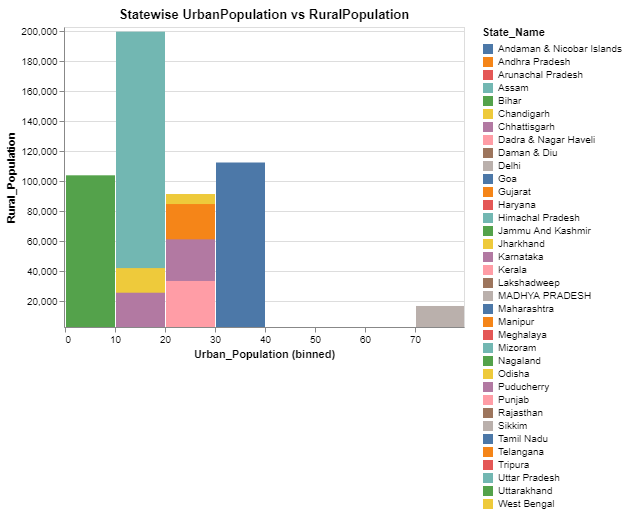 Statewise UrbanPopulation vs RuralPopulation
200,000
180,000
160,000
140,000
120,000
100,000
80,000
60,000
40,000
20,000
Rural_Population
0 10 20 30 40 50 60 70
Urban_Population (binned)
State_Name
Andaman & Nicobar Islands
Andhra Pradesh
Arunachal Pradesh
Assam
Bihar
Chandigarh
Chhattisgarh
Dadra & Nagar Haveli
Daman & Diu
Delhi
Goa
Gujarat
Haryana
Himachal Pradesh
Jammu And Kashmir
Jharkhand
Karnataka
Kerala
Lakshadweep
MADHYA PRADESH
Maharashtra
Manipur
Meghalaya
Mizoram
Nagaland
Odisha
Puducherry
Punjab
Rajasthan
Sikkim
Tamil Nadu
Telangana
Tripura
Uttar Pradesh
Uttarakhand
West Bengal